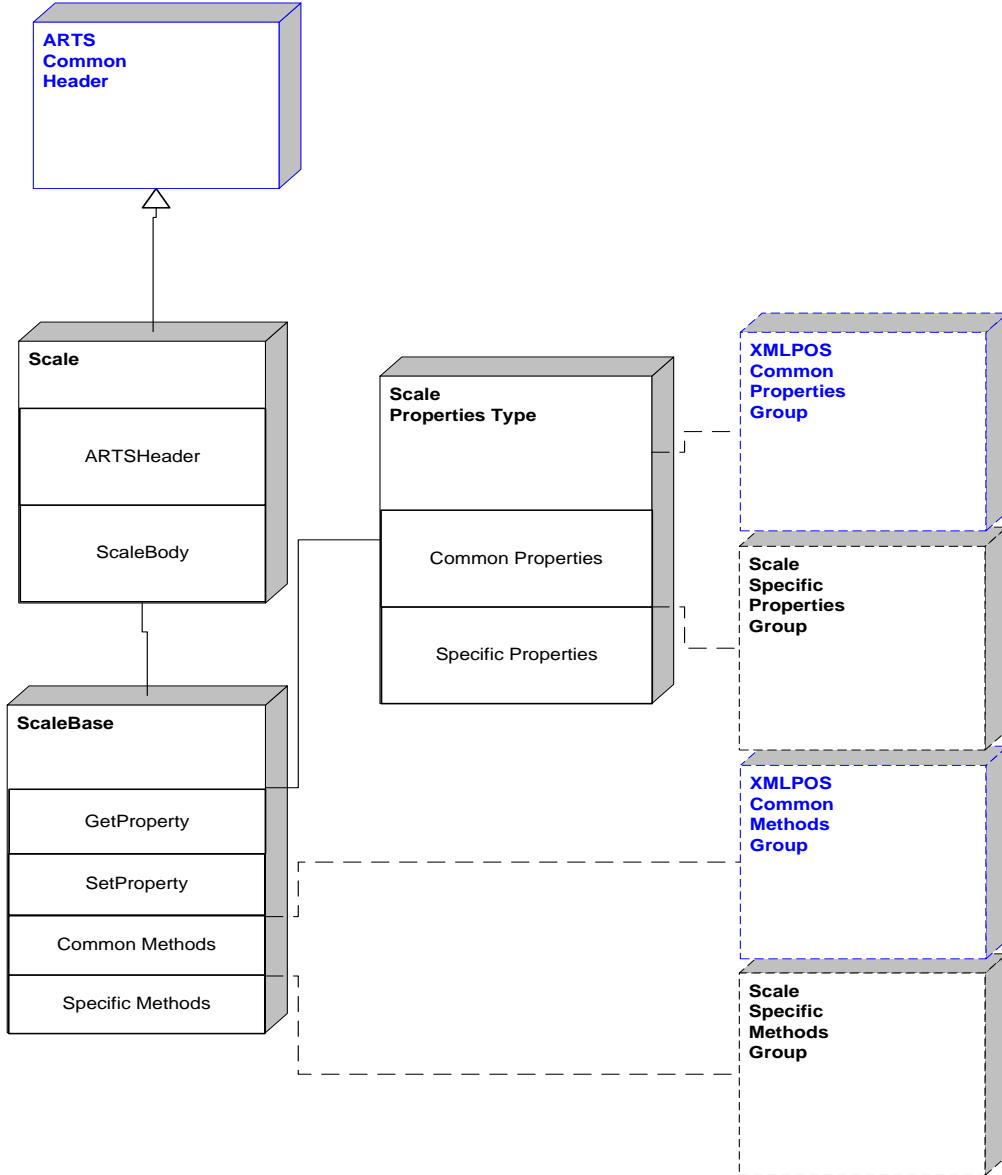 ARTS
Common
Header
Scale
ARTSHeader
ScaleBody
Scale
Properties Type
Common Properties
Specific Properties
XMLPOS
Common
Properties
Group
Scale
Specific
Properties
Group
ScaleBase
GetProperty
SetProperty
Common Methods
Specific Methods
XMLPOS
Common
Methods
Group
Scale
Specific
Methods
Group